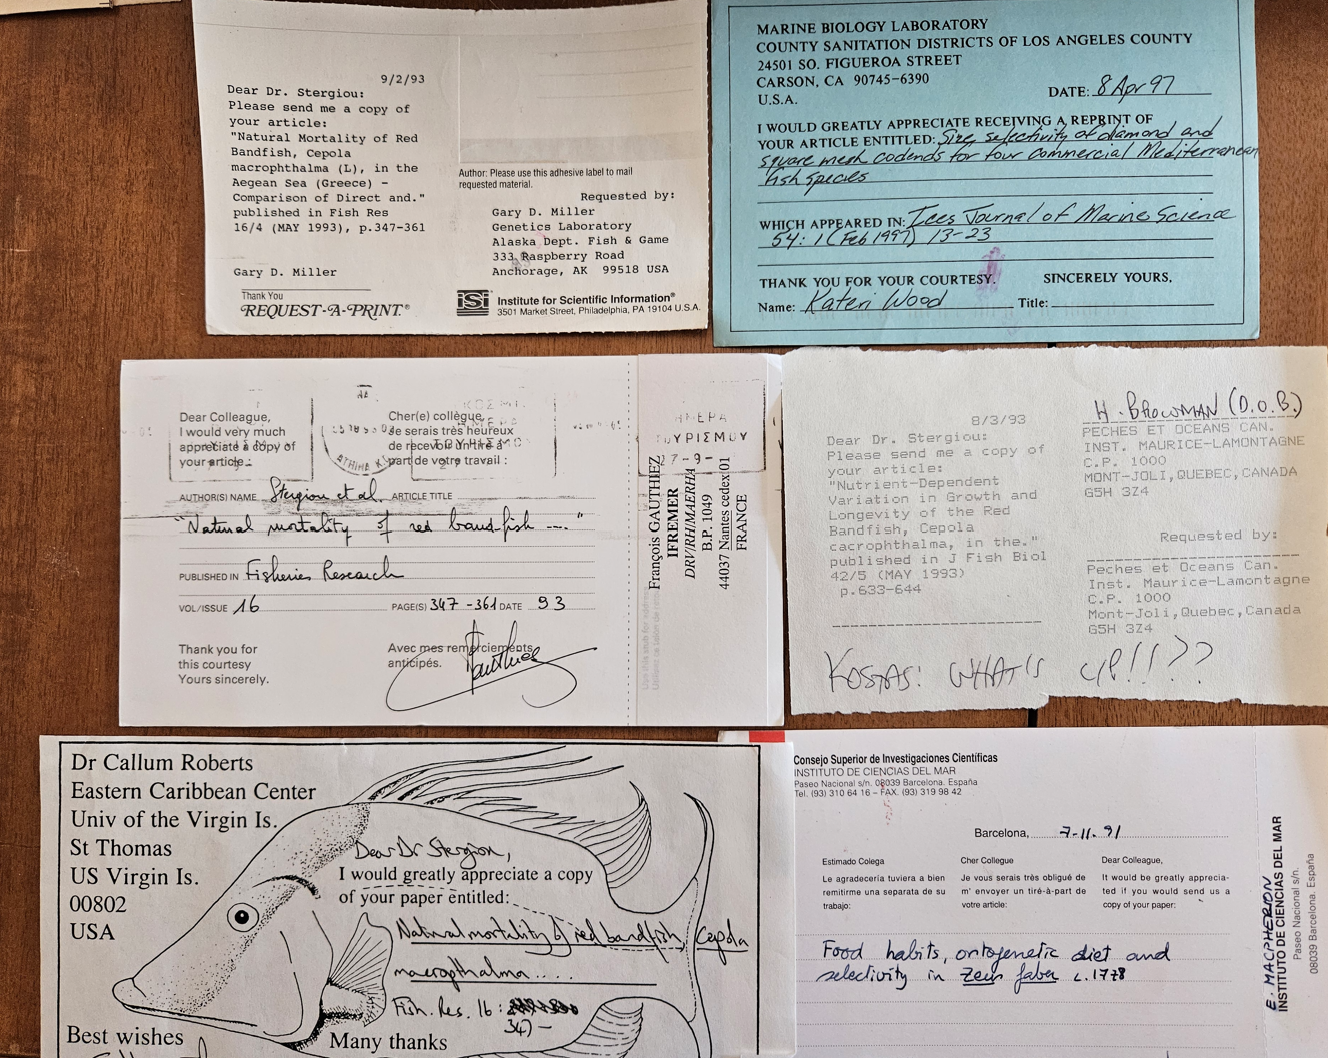 9/2/93
Dear Dr. Stergiou:
Please send me a copy of
your article:
"Natural Mortality of Red
Bandfish, Cepola
macrophthalma (L), in the
Aegean Sea (Greece) -
Comparison of Direct and."
published in Fish Res
16/4 (MAY 1993), p.347-361
Gary D. Miller
Thank You
REQUEST-A-PRINT.®
Author: Please use this adhesive label to mail
requested material.
Requested by:
Gary D. Miller
Genetics Laboratory
Alaska Dept. Fish & Game
333 Raspberry Road
Anchorage, AK 99518 USA
iSi Institute for Scientific Information®
3501 Market Street, Philadelphia, PA 19104 U.S.A.
MARINE BIOLOGY LABORATORY
COUNTY SANITATION DISTRICTS OF LOS ANGELES COUNTY
24501 SO. FIGUEROA STREET
CARSON, CA 90745-6390
U.S.A.
DATE: 8 Apr 97
I WOULD GREATLY APPRECIATE RECEIVING A REPRINT OF
YOUR ARTICLE ENTITLED: Size selectivity of diamond and
square mesh codends for four commercial Mediterranean
fish species
WHICH APPEARED IN: Ices Journal of Marine Science
54:1 (Feb 1997) 13-23
THANK YOU FOR YOUR COURTESY. SINCERELY YOURS,
Name: Kateri Wood Title:
Dear Colleague,
I would very much
appreciate a copy of
your article:
Cher(e) collègue,
Je serais très heureux
de recevoir un tiré à
part de votre travail :
AUTHOR(S) NAME Stergiou et al. ARTICLE TITLE
"Natural mortality of red band-fish ---- "
PUBLISHED IN Fisheries Research
VOL/ISSUE 16 PAGE(S) 347-361 DATE 93
Thank you for
this courtesy
Yours sincerely.
Avec mes remerciements
anticipés.
ΗΜΕΡΑ
ΤΟΥΡΙΣΜΟΥ
27-9-
François GAUTHIEZ
IFREMER
DRV/RH/MAERHA
B.P. 1049
44037 Nantes cedex 01
FRANCE
8/3/93
Dear Dr. Stergiou:
Please send me a copy of
your article:
"Nutrient-Dependent
Variation in Growth and
Longevity of the Red
Bandfish, Cepola
cacrophthalma, in the."
published in J Fish Biol
42/5 (MAY 1993)
p.633-644
H. BROWMAN (D.O.B.)
PECHES ET OCEANS CAN.
INST. MAURICE-LAMONTAGNE
C.P. 1000
MONT-JOLI,QUEBEC,CANADA
G5H 3Z4
Requested by:
Peches et Oceans Can.
Inst. Maurice-Lamontagne
C.P. 1000
Mont-Joli,Quebec,Canada
G5H 3Z4
KOSTAS: WHAT'S UP!!??
Dr Callum Roberts
Eastern Caribbean Center
Univ of the Virgin Is.
St Thomas
US Virgin Is.
00802
USA
Dear Dr Stergiou,
I would greatly appreciate a copy
of your paper entitled:
Natural mortality of red bandfish, Cepola
macropthalma ....
Fish. Res. 16:
347 -
Best wishes
Many thanks
Consejo Superior de Investigaciones Científicas
INSTITUTO DE CIENCIAS DEL MAR
Paseo Nacional s/n. 08039 Barcelona. España
Tel. (93) 310 64 16 – FAX. (93) 319 98 42
Barcelona, 7-11. 91
Estimado Colega
Le agradecería tuviera a bien
remitirme una separata de su
trabajo:
Cher Collegue
Je vous serais très obligué de
m' envoyer un tiré-à-part de
votre article:
Dear Colleague,
It would be greatly apprecia-
ted if you would send us a
copy of your paper:
Food habits, ontogenetic diet and
selectivity in Zeus faber L. 1778
E. MACPHERSON
INSTITUTO DE CIENCIAS DEL MAR
Paseo Nacional s/n.
08039 Barcelona. España